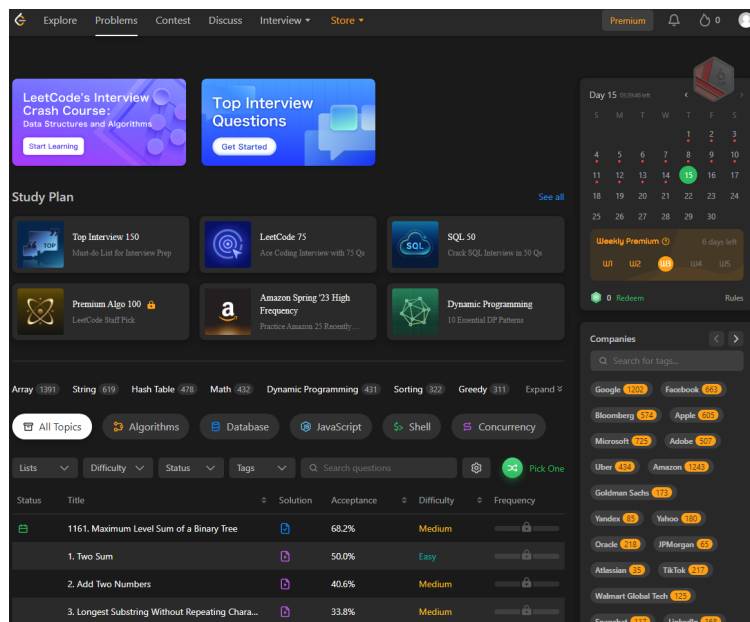 Explore Problems Contest Discuss Interview Store Premium 0
LeetCode's Interview
Crash Course:
Data Structures and Algorithms
Start Learning
Top Interview
Questions
Get Started
Study Plan See all
TOP
Top Interview 150
Must-do List for Interview Prep
LeetCode 75
Ace Coding Interview with 75 Qs
SQL
SQL 50
Crack SQL Interview in 50 Qs
Premium Algo 100
LeetCode Staff Pick
a
Amazon Spring '23 High
Frequency
Practice Amazon 25 Recently…
Dynamic Programming
10 Essential DP Patterns
Array 1391 String 619 Hash Table 478 Math 432 Dynamic Programming 431 Sorting 322 Greedy 311 Expand
All Topics Algorithms Database JavaScript Shell Concurrency
Lists Difficulty Status Tags Search questions Pick One
Status Title Solution Acceptance Difficulty Frequency
1161. Maximum Level Sum of a Binary Tree 68.2% Medium
1. Two Sum 50.0% Easy
2. Add Two Numbers 40.6% Medium
3. Longest Substring Without Repeating Chara... 33.8% Medium
Day 15 left
6
S M T W T F S
1 2 3
4 5 6 7 8 9 10
11 12 13 14 15 16 17
18 19 20 21 22 23 24
25 26 27 28 29 30
Weekly Premium 6 days left
W1 W2 W3 W4 W5
0 Redeem Rules
Companies
Search for tags...
Google 1202 Facebook 663
Bloomberg 574 Apple 605
Microsoft 725 Adobe 507
Uber 434 Amazon 1243
Goldman Sachs 173
Yandex 85 Yahoo 180
Oracle 218 JPMorgan 65
Atlassian 35 TikTok 217
Walmart Global Tech 125
Snapchat 117 LinkedIn 168